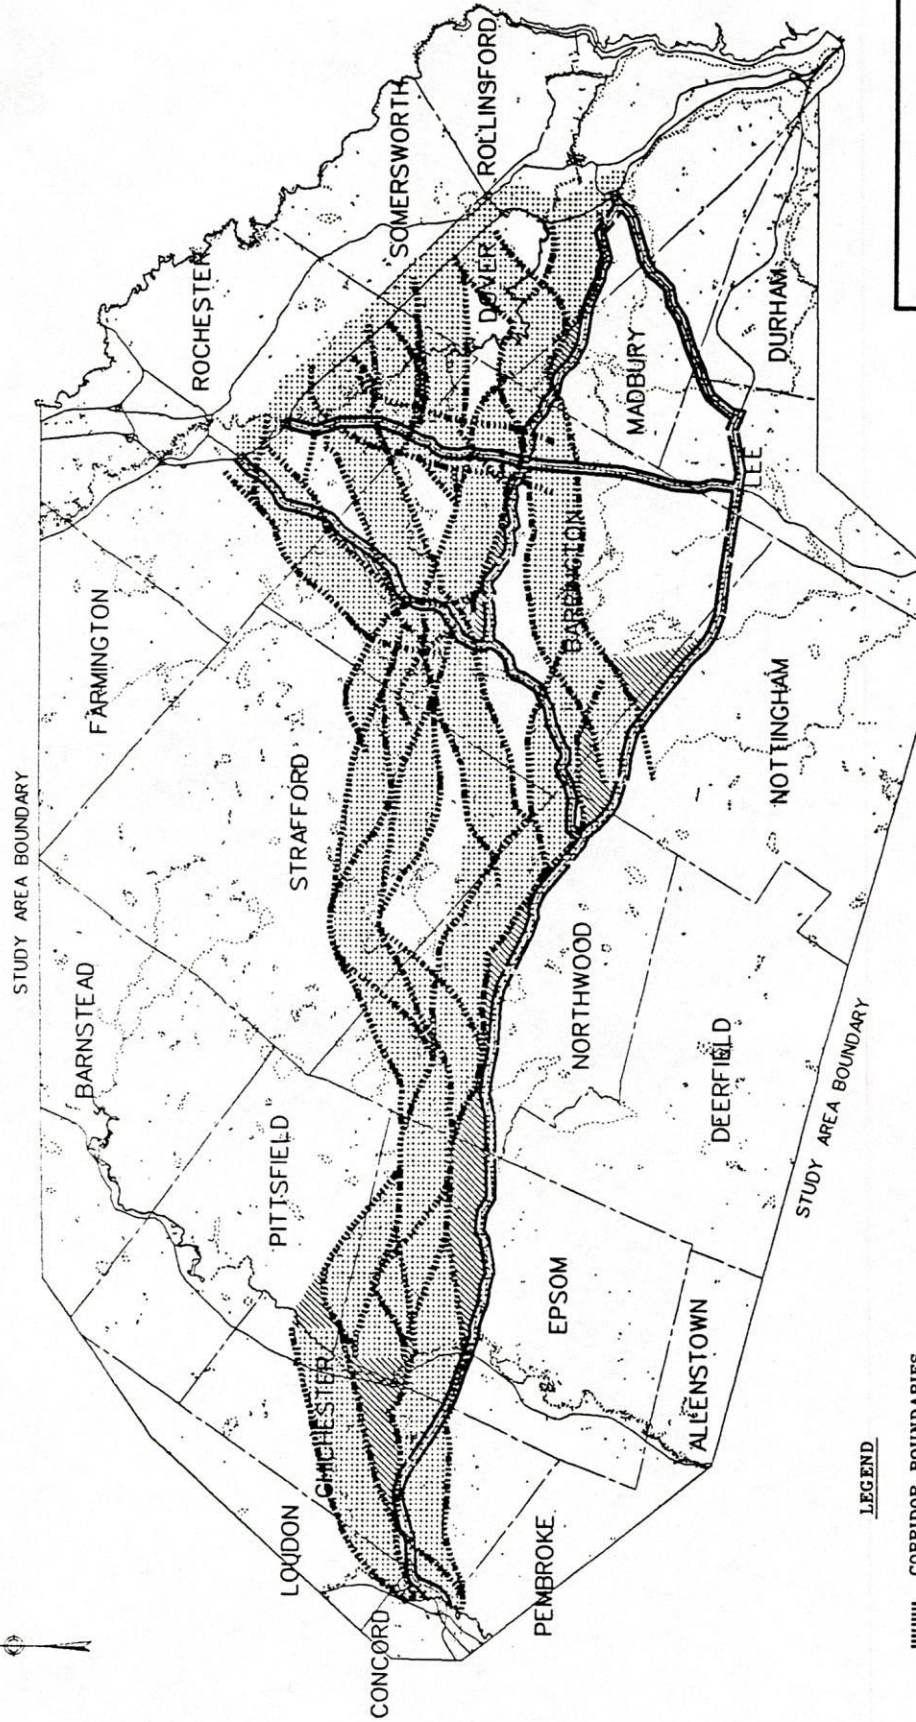 STUDY AREA BOUNDARY
BARNSTEAD
FARMINGTON
ROCHESTER
SOMERSWORTH
ROLLINSFORD
PITTSFIELD
STRAFFORD
DOVER
LOUDON
CHICHESTER
BARRINGTON
MADBURY
CONCORD
EPSOM
NORTHWOOD
LEE
DURHAM
PEMBROKE
NOTTINGHAM
ALLENSTOWN
DEERFIELD
STUDY AREA BOUNDARY
LEGEND
CORRIDOR BOUNDARIES